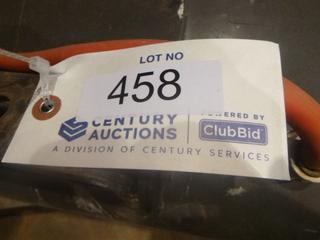 LOT NO
458
CENTURY
AUCTIONS
POWERED BY
ClubBid
A DIVISION OF CENTURY SERVICES